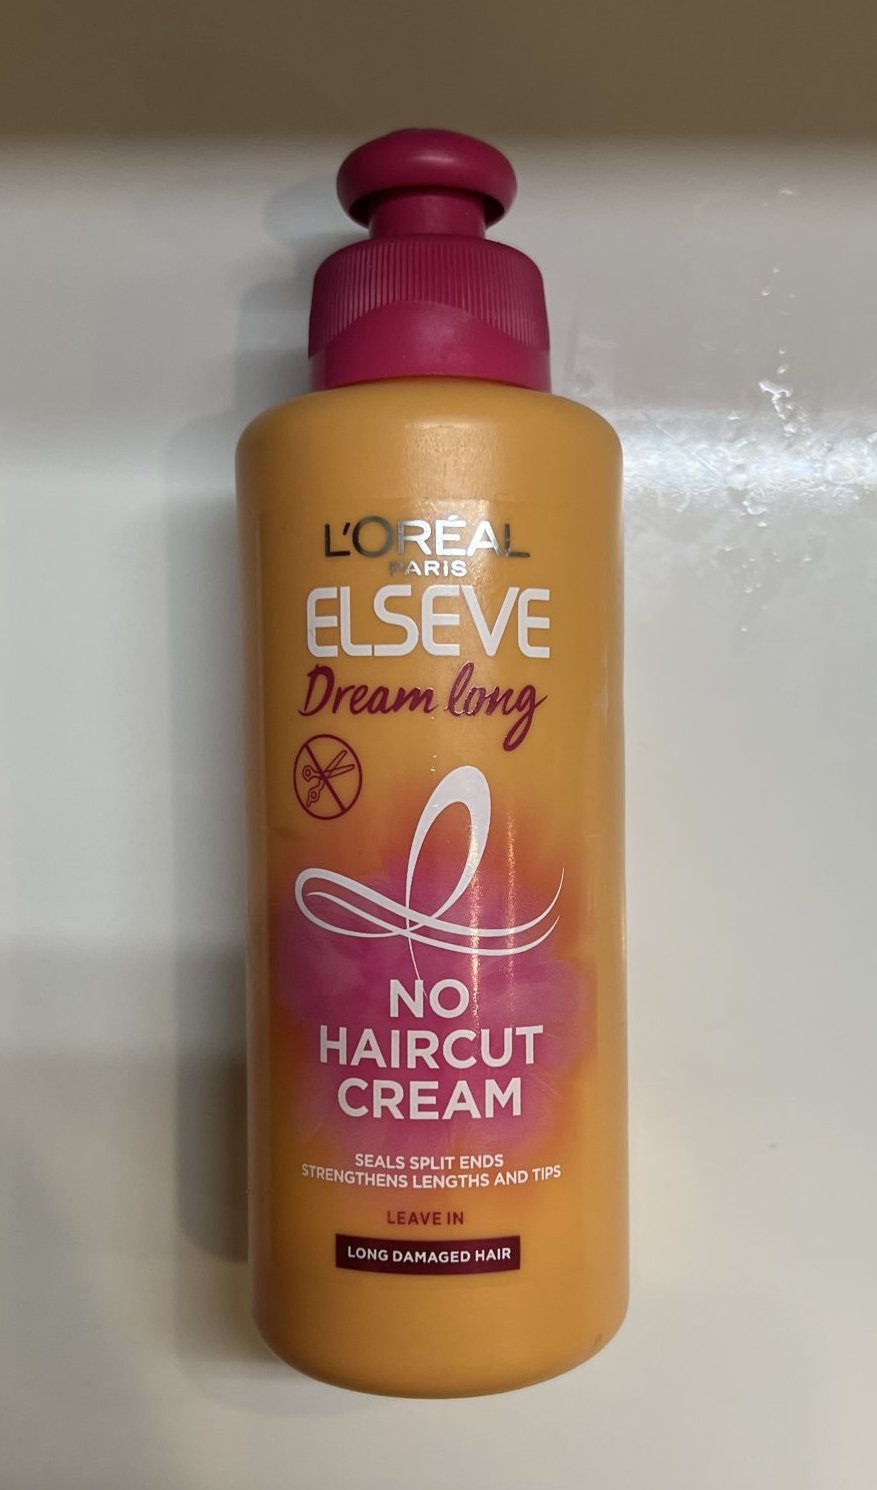 L'ORÉAL
PARIS
ELSEVE
Dream long
NO
HAIRCUT
CREAM
SEALS SPLIT ENDS
STRENGTHENS LENGTHS AND TIPS
LEAVE IN
LONG DAMAGED HAIR